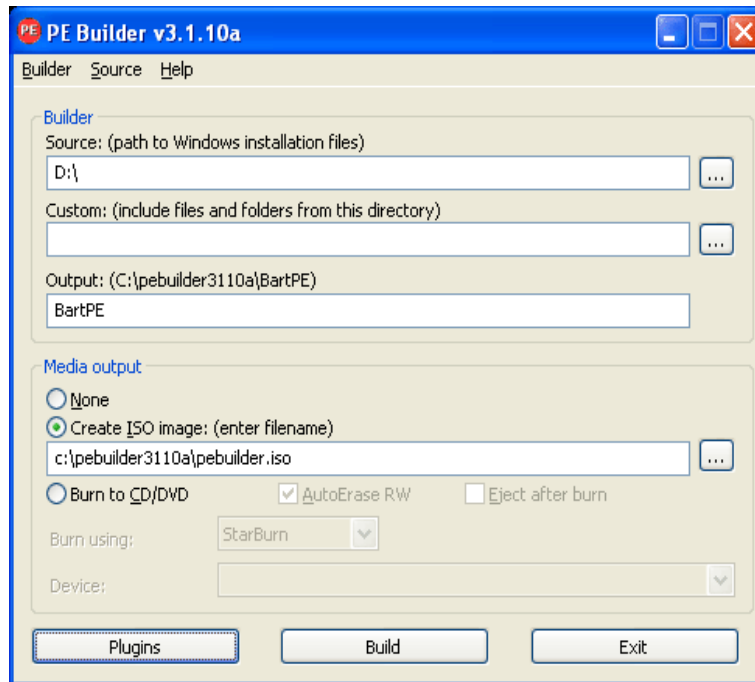 PE PE Builder v3.1.10a
Builder Source Help
Builder
Source: (path to Windows installation files)
D:\
...
Custom: (include files and folders from this directory)
...
Output: (C:\pebuilder3110a\BartPE)
BartPE
Media output
None
Create ISO image: (enter filename)
c:\pebuilder3110a\pebuilder.iso
...
Burn to CD/DVD AutoErase RW Eject after burn
Burn using: StarBurn
Device:
Plugins Build Exit